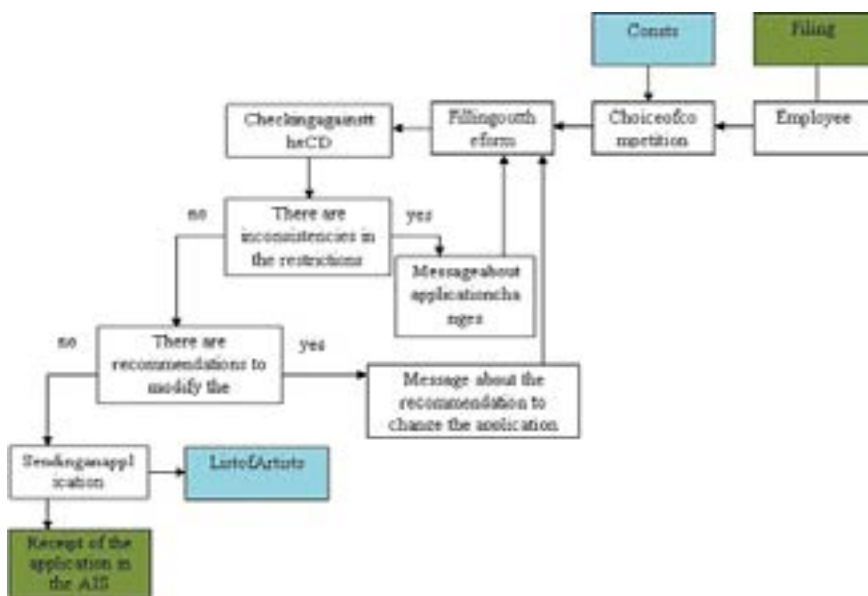 Consts
Filing
Checkingagainstt
heCD
Fillingoutth
eform
Choiceofco
mpetition
Employee
no
There are
inconsistencies in
the restrictions
yes
Messageabout
applicationcha
nges
no
There are
recommendations to
modify the
yes
Message about the
recommendation to
change the application
Sendinganappl
ication
ListofArtists
Receipt of the
application in
the AIS